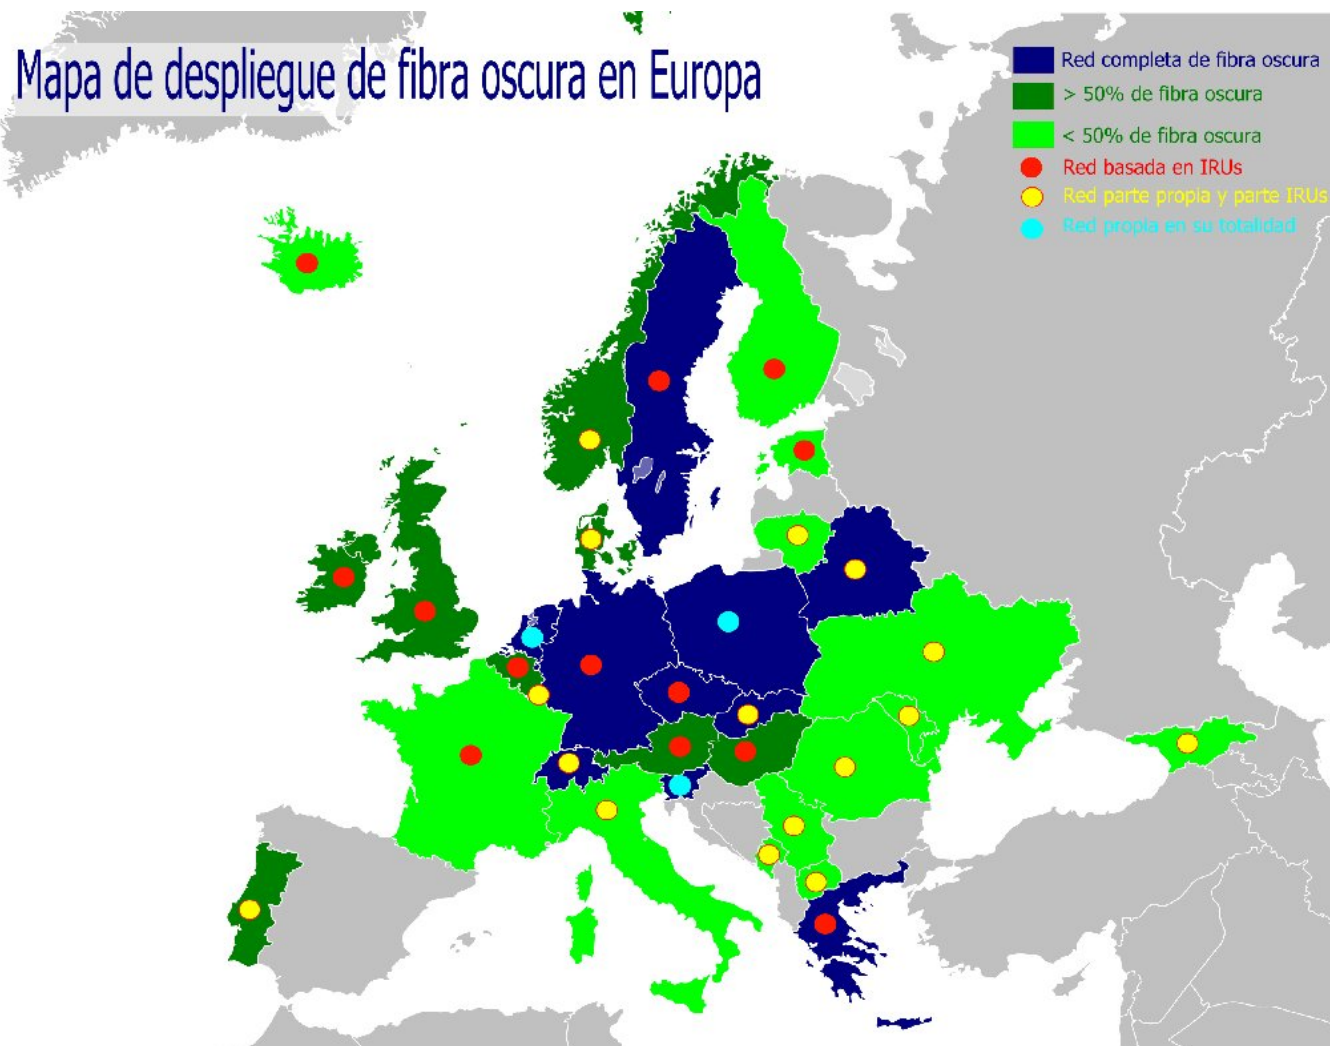 Mapa de despliegue de fibra oscura en Europa
Red completa de fibra oscura
> 50% de fibra oscura
< 50% de fibra oscura
Red basada en IRUs
Red parte propia y parte IRUs
Red propia en su totalidad